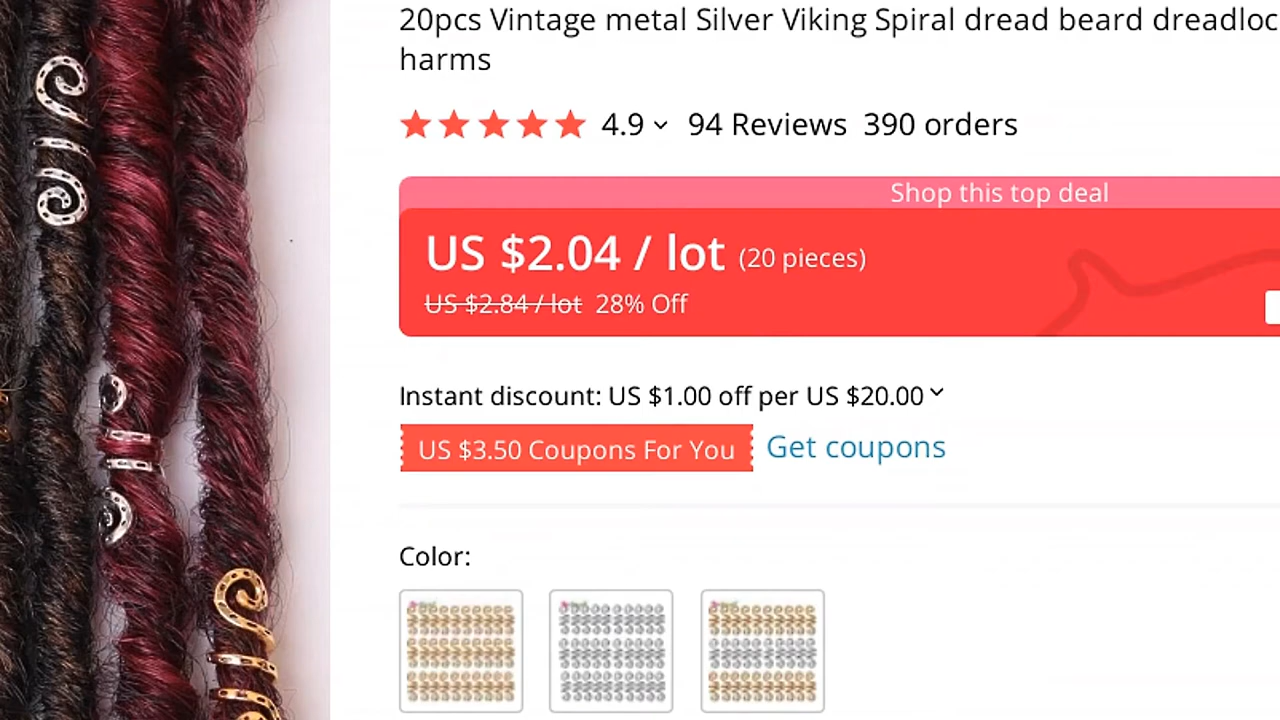 20pcs Vintage metal Silver Viking Spiral dread beard dreadloc
harms
4.9 94 Reviews 390 orders
Shop this top deal
US $2.04 / lot (20 pieces)
US $2.84 / lot 28% Off
Instant discount: US $1.00 off per US $20.00
US $3.50 Coupons For You Get coupons
Color: